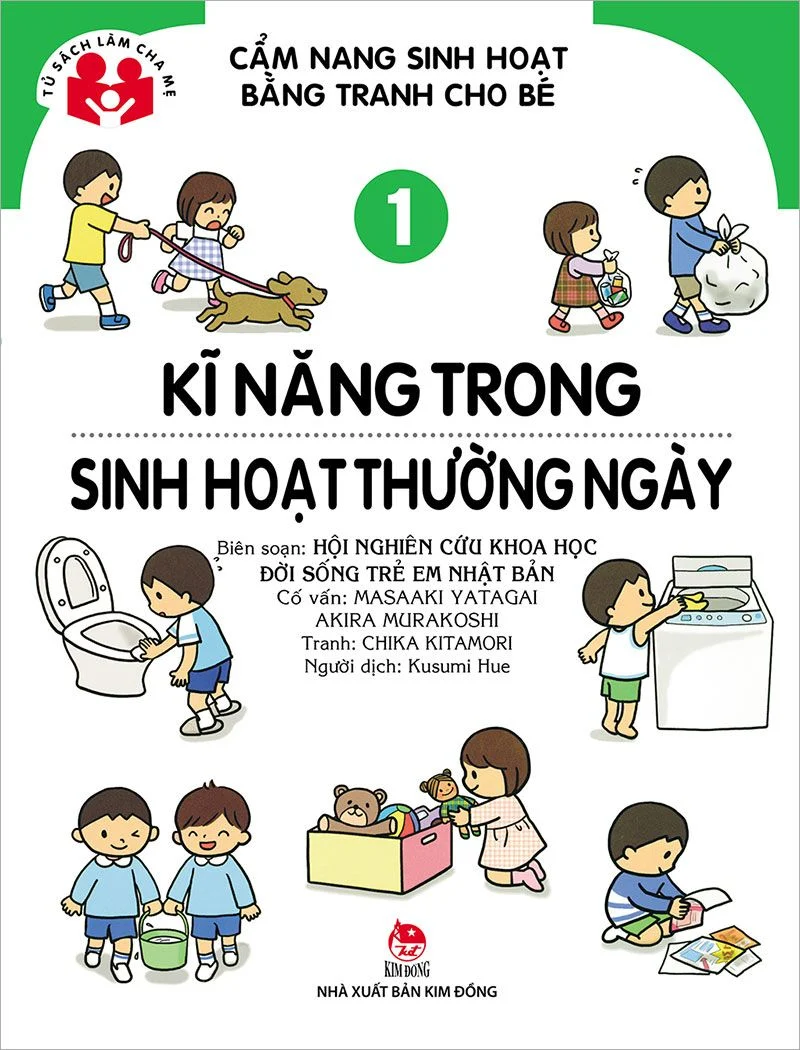 TỦ SÁCH LÀM CHA MẸ
CẨM NANG SINH HOẠT
BẰNG TRANH CHO BÉ
1
KĨ NĂNG TRONG
SINH HOẠT THƯỜNG NGÀY
Biên soạn: HỘI NGHIÊN CỨU KHOA HỌC
ĐỜI SỐNG TRẺ EM NHẬT BẢN
Cố vấn: MASAAKI YATAGAI
AKIRA MURAKOSHI
Tranh: CHIKA KITAMORI
Người dịch: Kusumi Hue
KIM ĐỒNG
NHÀ XUẤT BẢN KIM ĐỒNG